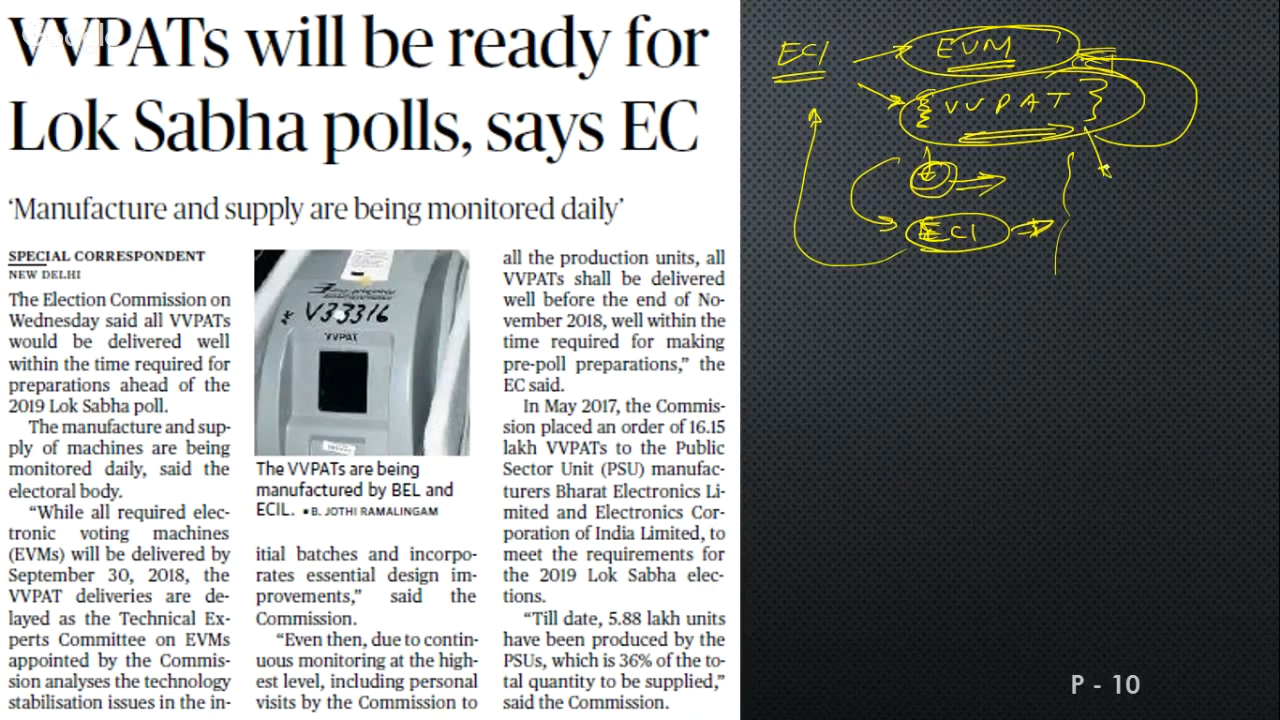 Google
VVPATs will be ready for
Lok Sabha polls, says EC
‘Manufacture and supply are being monitored daily’
SPECIAL CORRESPONDENT
NEW DELHI
The Election Commission on
Wednesday said all VVPATs
would be delivered well
within the time required for
preparations ahead of the
2019 Lok Sabha poll.
The manufacture and sup-
ply of machines are being
monitored daily, said the
electoral body.
“While all required elec-
tronic voting machines
(EVMs) will be delivered by
September 30, 2018, the
VVPAT deliveries are de-
layed as the Technical Ex-
perts Committee on EVMs
appointed by the Commis-
sion analyses the technology
stabilisation issues in the in-
V33316
VVPAT
The VVPATs are being
manufactured by BEL and
ECIL. ▪ B. JOTHI RAMALINGAM
itial batches and incorpo-
rates essential design im-
provements,” said the
Commission.
“Even then, due to contin-
uous monitoring at the high-
est level, including personal
visits by the Commission to
all the production units, all
VVPATs shall be delivered
well before the end of No-
vember 2018, well within the
time required for making
pre-poll preparations,” the
EC said.
In May 2017, the Commis-
sion placed an order of 16.15
lakh VVPATs to the Public
Sector Unit (PSU) manufac-
turers Bharat Electronics Li-
mited and Electronics Cor-
poration of India Limited, to
meet the requirements for
the 2019 Lok Sabha elec-
tions.
“Till date, 5.88 lakh units
have been produced by the
PSUs, which is 36% of the to-
tal quantity to be supplied,”
said the Commission.
ECI
EVM
{ VVPAT }
ECI
P - 10